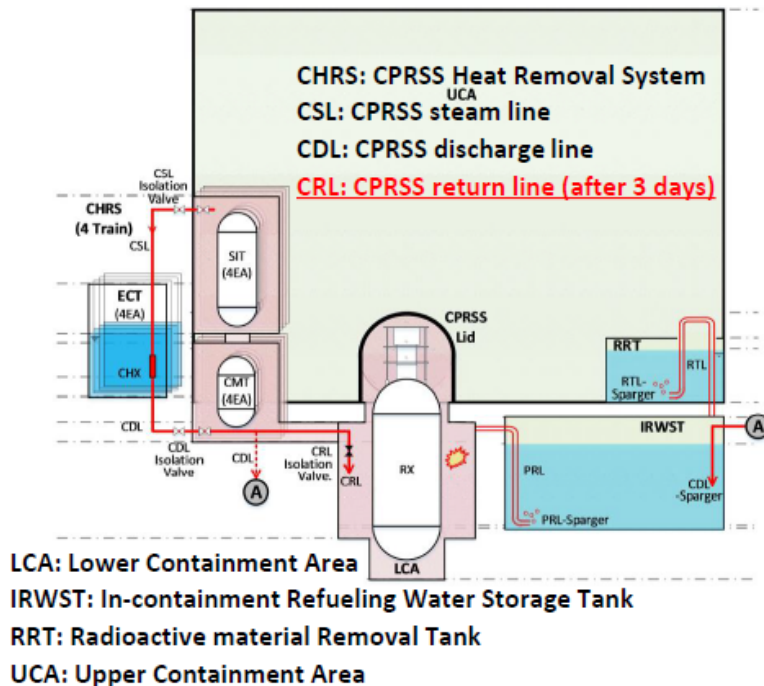 CHRS: CPRSS Heat Removal System
UCA
CSL: CPRSS steam line
CDL: CPRSS discharge line
CRL: CPRSS return line (after 3 days)
CSL
Isolation
Valve
CHRS
(4 Train)
CSL
SIT
(4EA)
ECT
(4EA)
CPRSS
Lid
RRT
RTL
RTL-
Sparger
CHX
CMT
(4EA)
CDL
CDL
Isolation
Valve
CDL
A
CRL
Isolation
Valve.
CRL
RX
IRWST
A
PRL
CDL
-Sparger
PRL-Sparger
LCA
LCA: Lower Containment Area
IRWST: In-containment Refueling Water Storage Tank
RRT: Radioactive material Removal Tank
UCA: Upper Containment Area